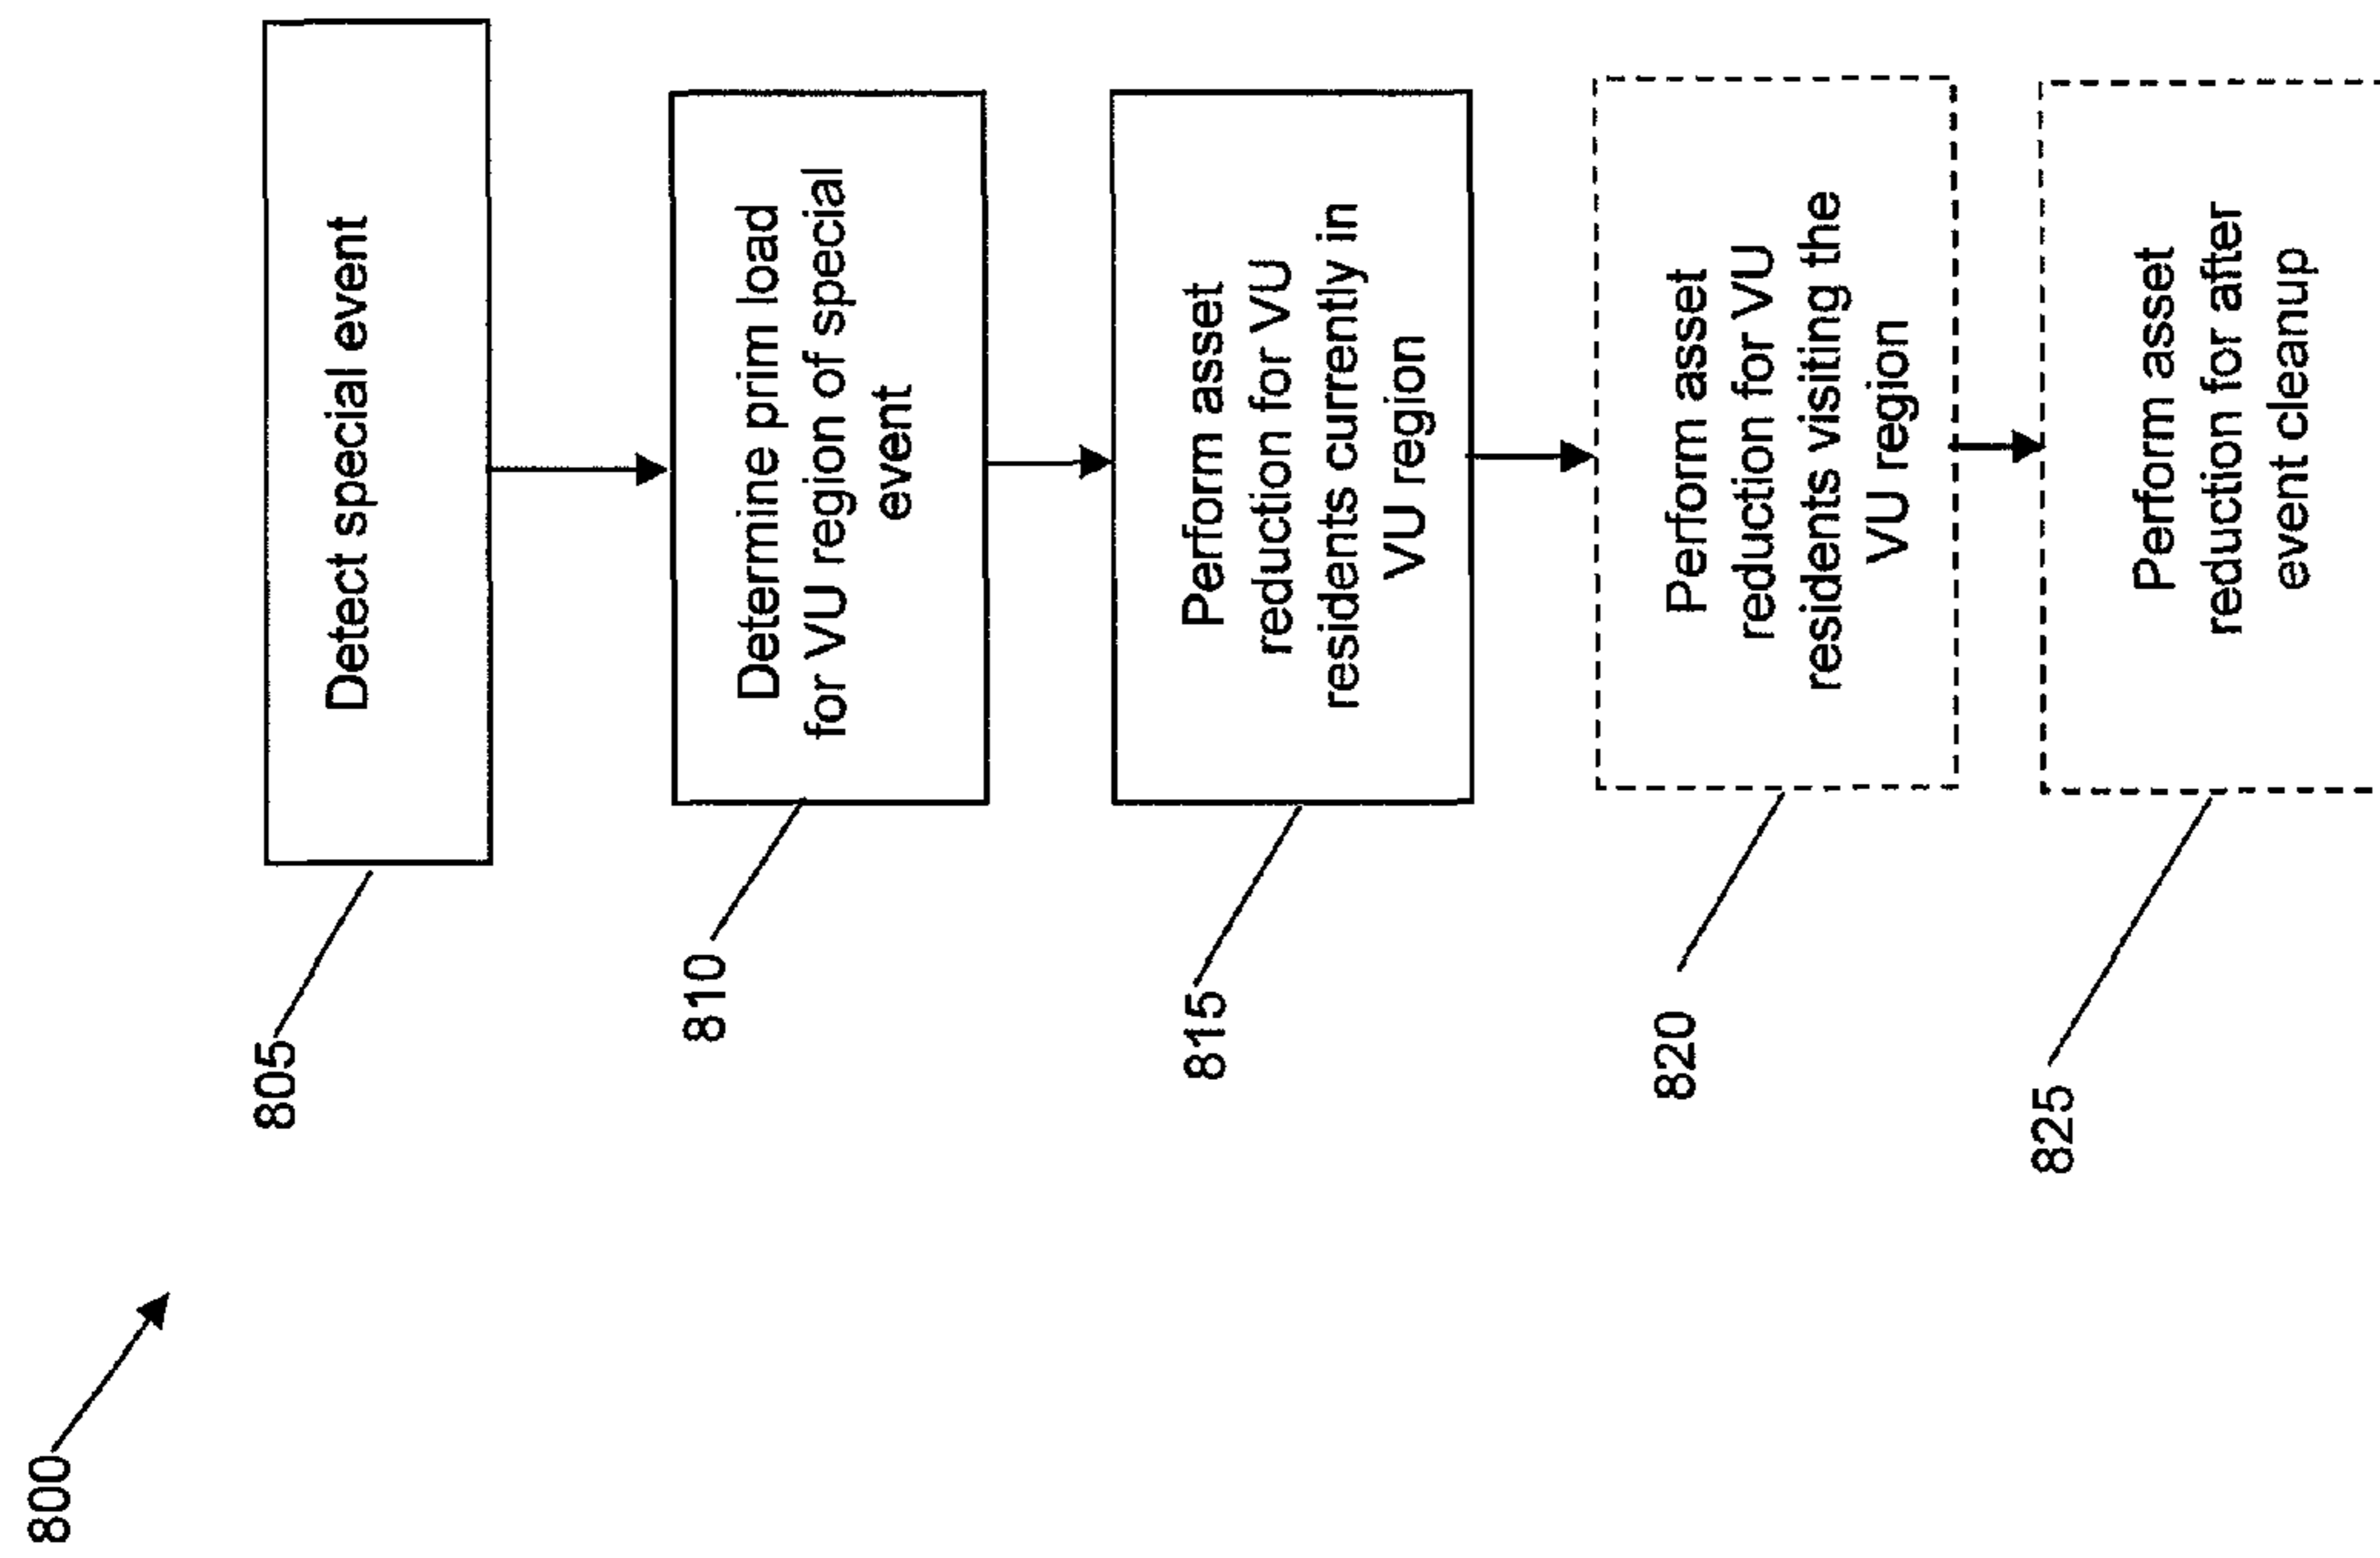 800
805
Detect special event
810
Determine prim load
for VU region of special
event
815
Perform asset
reduction for VU
residents currently in
VU region
820
Perform asset
reduction for VU
residents visiting the
VU region
825
Perform asset
reduction for after
event cleanup